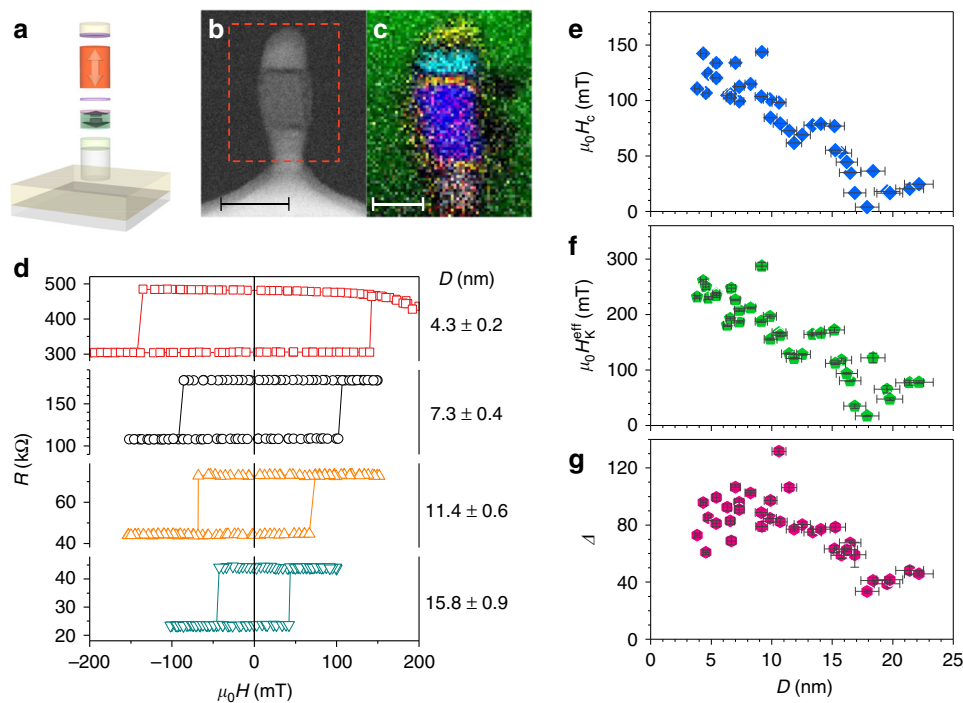 a
b
c
d
D (nm)
500
400
300
4.3 ± 0.2
150
100
7.3 ± 0.4
60
40
11.4 ± 0.6
40
30
20
15.8 ± 0.9
R (kΩ)
−200
−100
0
100
200
μ₀H (mT)
e
150
100
50
0
μ₀Hc (mT)
f
300
200
100
0
μ₀H_K^eff (mT)
g
120
80
40
0
Δ
0
5
10
15
20
25
D (nm)